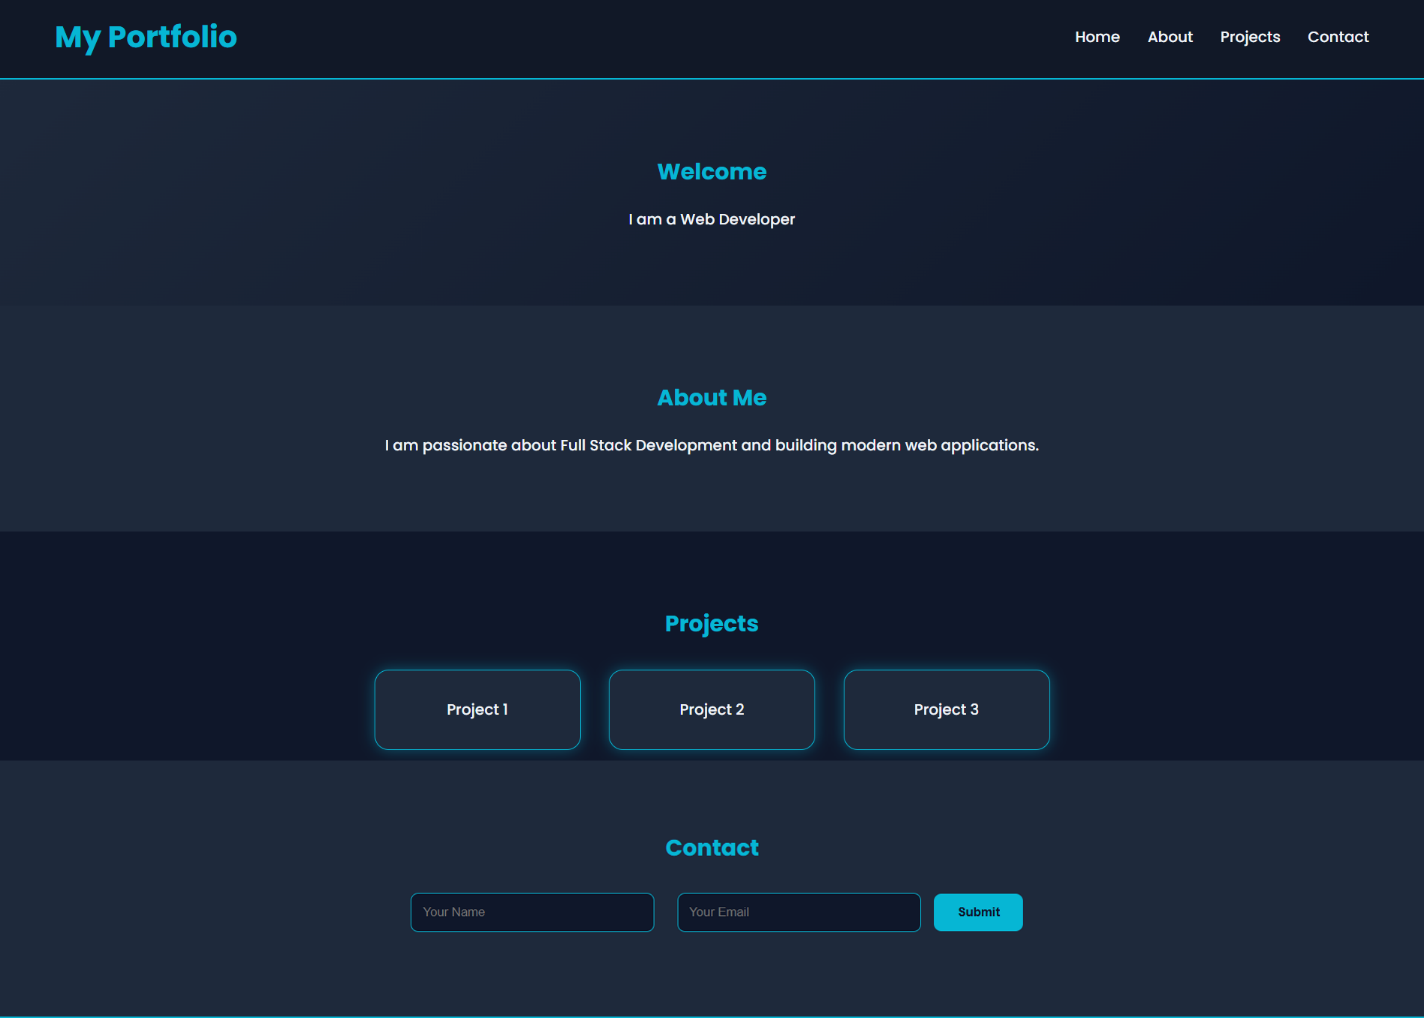 My Portfolio
Home About Projects Contact
Welcome
I am a Web Developer
About Me
I am passionate about Full Stack Development and building modern web applications.
Projects
Project 1 Project 2 Project 3
Contact
Your Name Your Email Submit